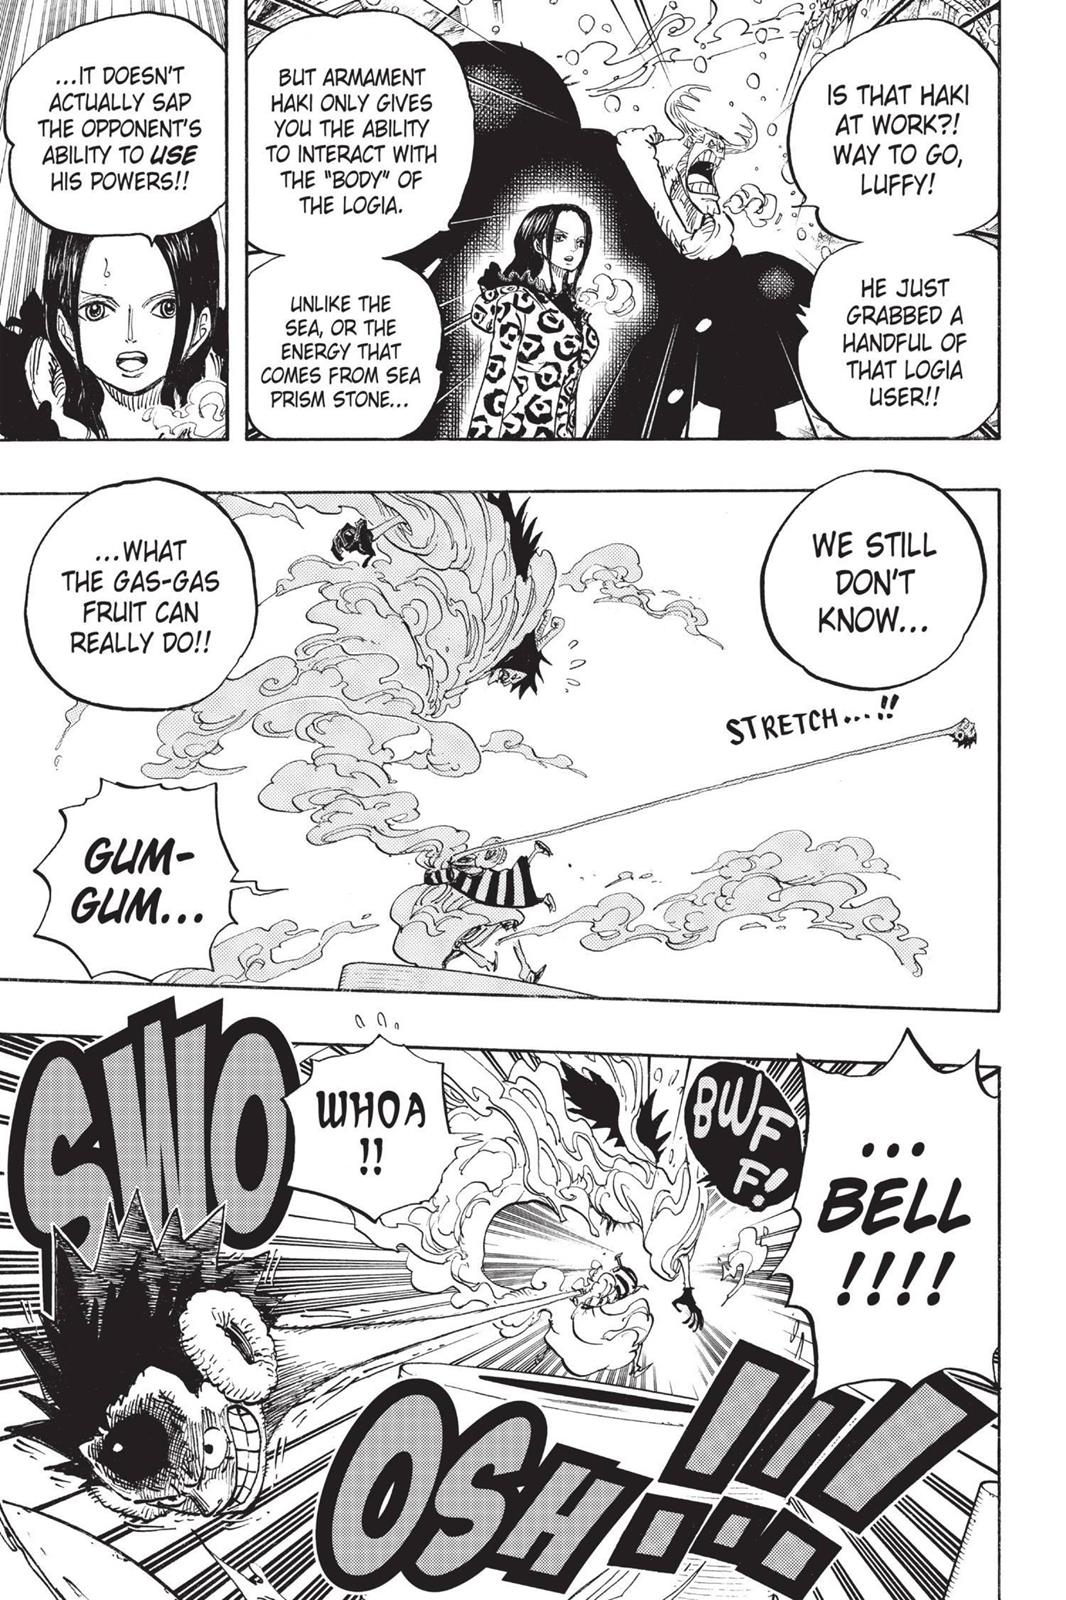 IS THAT HAKI
AT WORK?!
WAY TO GO,
LUFFY!
HE JUST
GRABBED A
HANDFUL OF
THAT LOGIA
USER!!
BUT ARMAMENT
HAKI ONLY GIVES
YOU THE ABILITY
TO INTERACT WITH
THE "BODY" OF
THE LOGIA.
UNLIKE THE
SEA, OR THE
ENERGY THAT
COMES FROM SEA
PRISM STONE...
...IT DOESN'T
ACTUALLY SAP
THE OPPONENT'S
ABILITY TO USE
HIS POWERS!!
WE STILL
DON'T
KNOW...
...WHAT
THE GAS-GAS
FRUIT CAN
REALLY DO!!
STRETCH...!!
GUM-
GUM...
...
BELL
!!!!
BWF
F!
WHOA
!!
SWO
OSH!!!